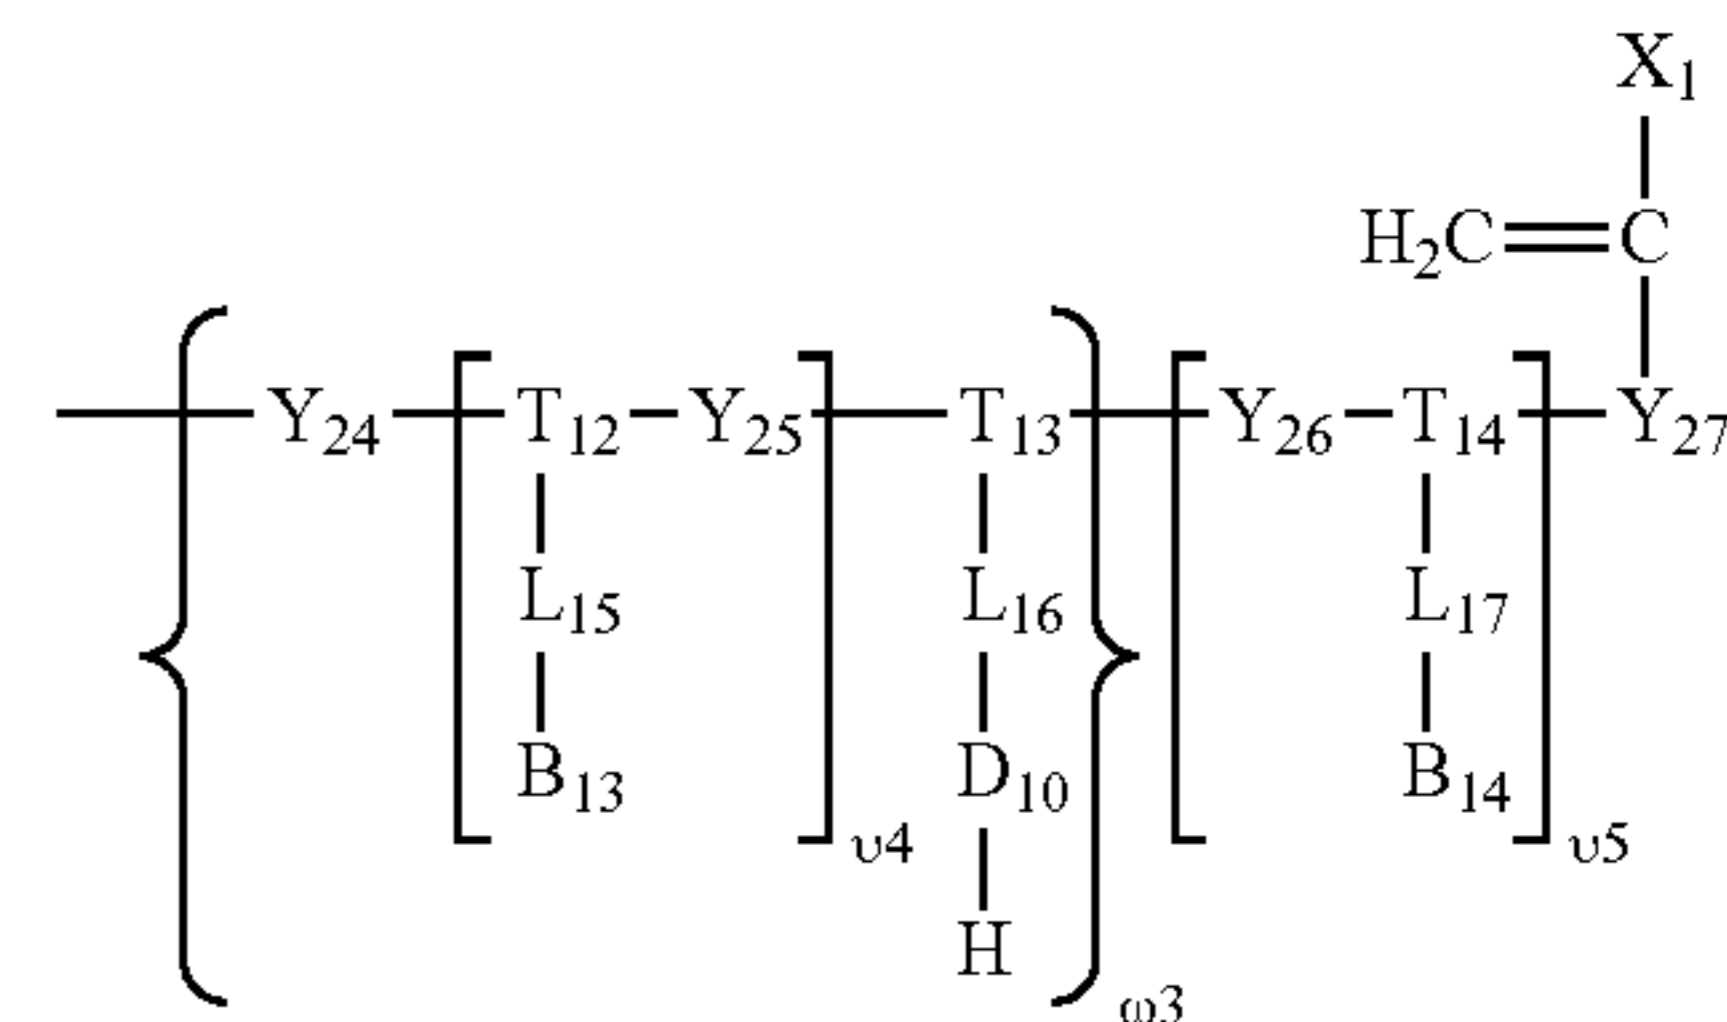 X₁
H₂C=C
Y₂₄ T₁₂ Y₂₅ T₁₃ Y₂₆ T₁₄ Y₂₇
L₁₅ L₁₆ L₁₇
B₁₃ D₁₀ B₁₄
υ4 υ5
H
ω3